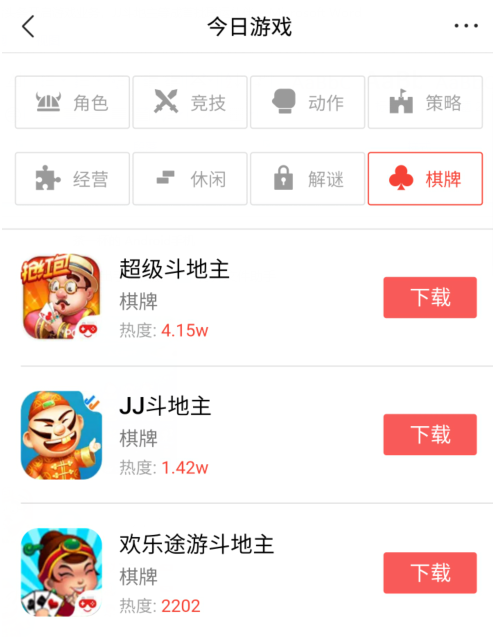 今日游戏
角色 竞技 动作 策略
经营 休闲 解谜 棋牌
抢红包
超级斗地主
棋牌
热度: 4.15w
下载
JJ斗地主
棋牌
热度: 1.42w
下载
欢乐途游斗地主
棋牌
热度: 2202
下载